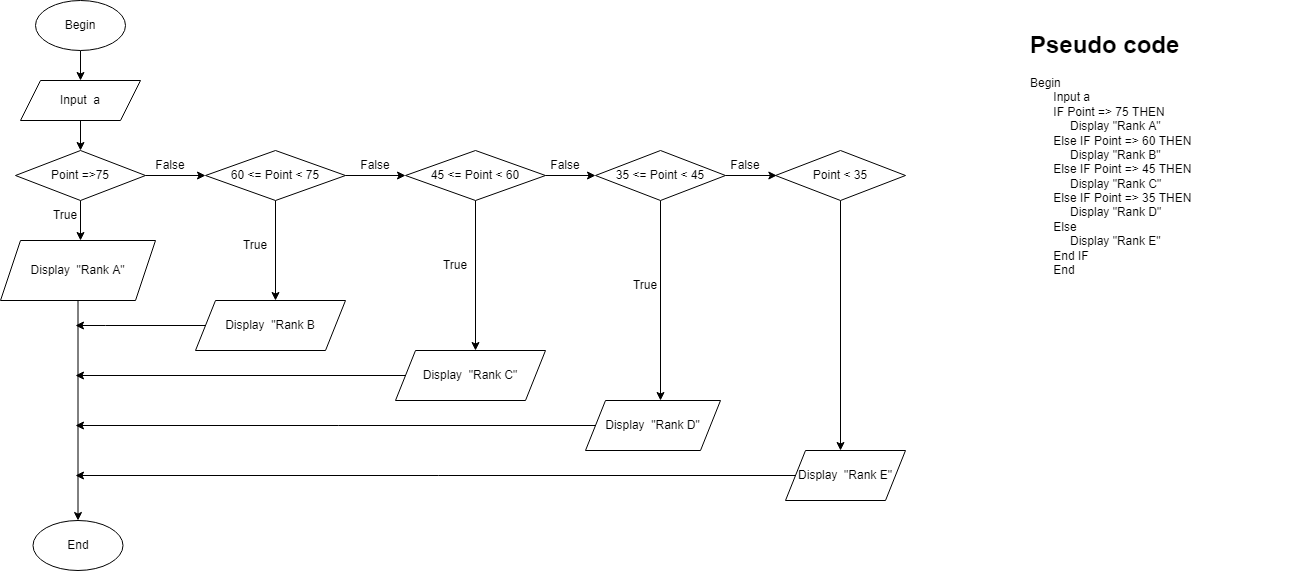 Begin
Input a
Point =>75
False
60 <= Point < 75
False
45 <= Point < 60
False
35 <= Point < 45
False
Point < 35
True
True
True
True
Display "Rank A"
Display "Rank B
Display "Rank C"
Display "Rank D"
Display "Rank E"
End
Pseudo code
Begin
Input a
IF Point => 75 THEN
Display "Rank A"
Else IF Point => 60 THEN
Display "Rank B"
Else IF Point => 45 THEN
Display "Rank C"
Else IF Point => 35 THEN
Display "Rank D"
Else
Display "Rank E"
End IF
End